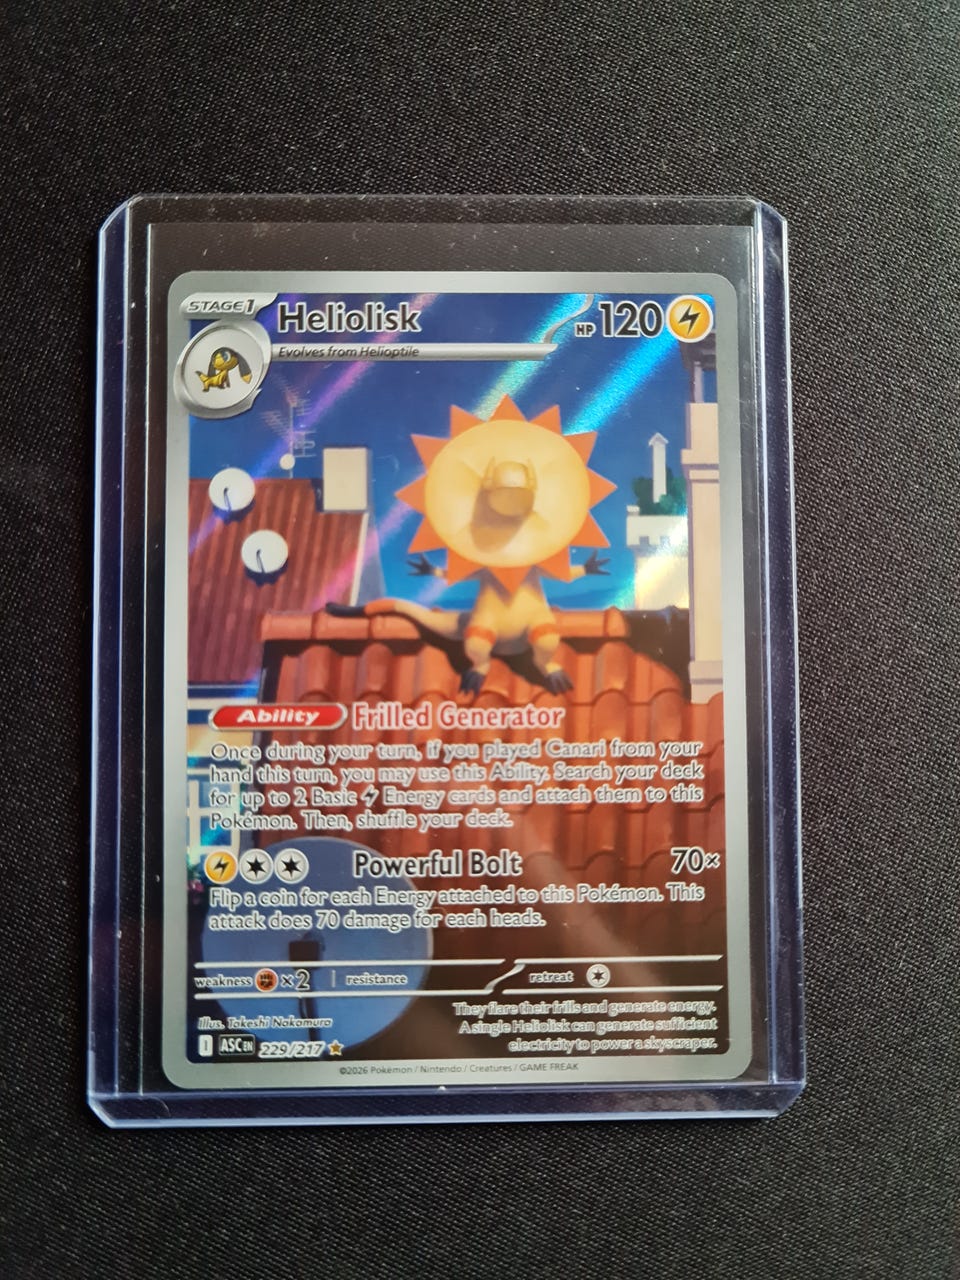 STAGE 1 Heliolisk HP 120
Evolves from Helioptile
Ability Frilled Generator
Once during your turn, if you played Canari from your
hand this turn, you may use this Ability. Search your deck
for up to 2 Basic Energy cards and attach them to this
Pokémon. Then, shuffle your deck.
Powerful Bolt 70×
Flip a coin for each Energy attached to this Pokémon. This
attack does 70 damage for each heads.
weakness ×2 resistance retreat
They flare their frills and generate energy.
A single Heliolisk can generate sufficient
electricity to power a skyscraper.
Illus. Takeshi Nakamura
I ASC EN 229/217
©2026 Pokémon / Nintendo / Creatures / GAME FREAK